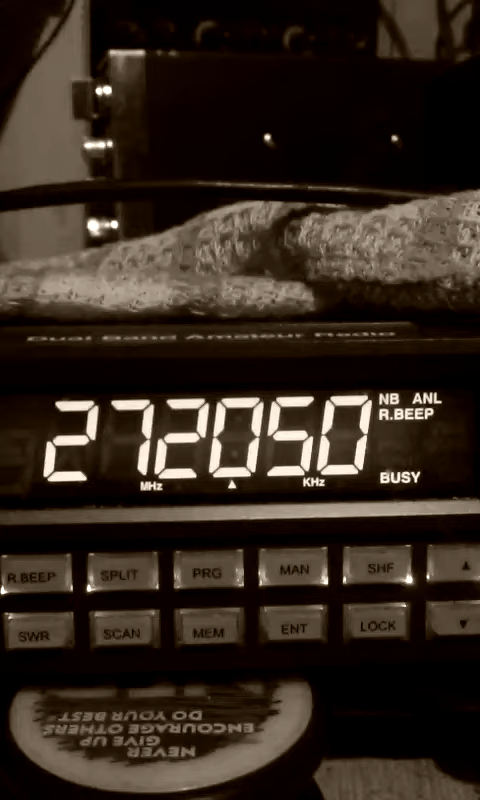 Dual Band Amateur Radio
272050
NB ANL
R.BEEP
MHz ▲ KHz
BUSY
R.BEEP SPLIT PRG MAN SHF ▲
SWR SCAN MEM ENT LOCK ▼
NEVER
GIVE UP
ENCOURAGE OTHERS
DO YOUR BEST